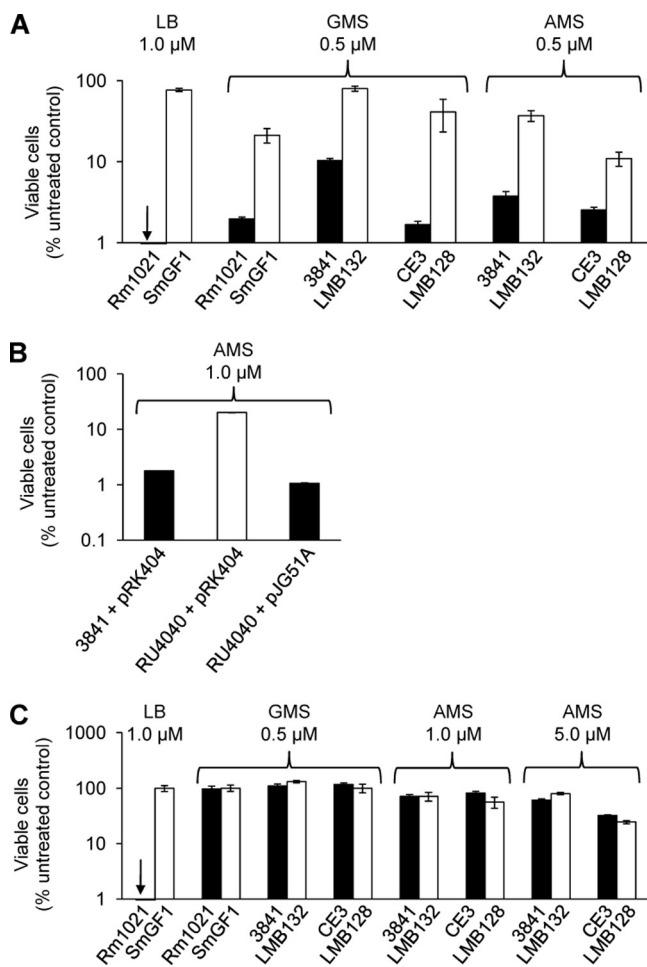 A
LB
1.0 µM
GMS
0.5 µM
AMS
0.5 µM
Viable cells
(% untreated control)
100
10
1
Rm1021
SmGF1
Rm1021
SmGF1
3841
LMB132
CE3
LMB128
3841
LMB132
CE3
LMB128
B
AMS
1.0 µM
Viable cells
(% untreated control)
100
10
1
0.1
3841 + pRK404
RU4040 + pRK404
RU4040 + pJG51A
C
LB
1.0 µM
GMS
0.5 µM
AMS
1.0 µM
AMS
5.0 µM
Viable cells
(% untreated control)
1000
100
10
1
Rm1021
SmGF1
Rm1021
SmGF1
3841
LMB132
CE3
LMB128
3841
LMB132
CE3
LMB128
3841
LMB132
CE3
LMB128